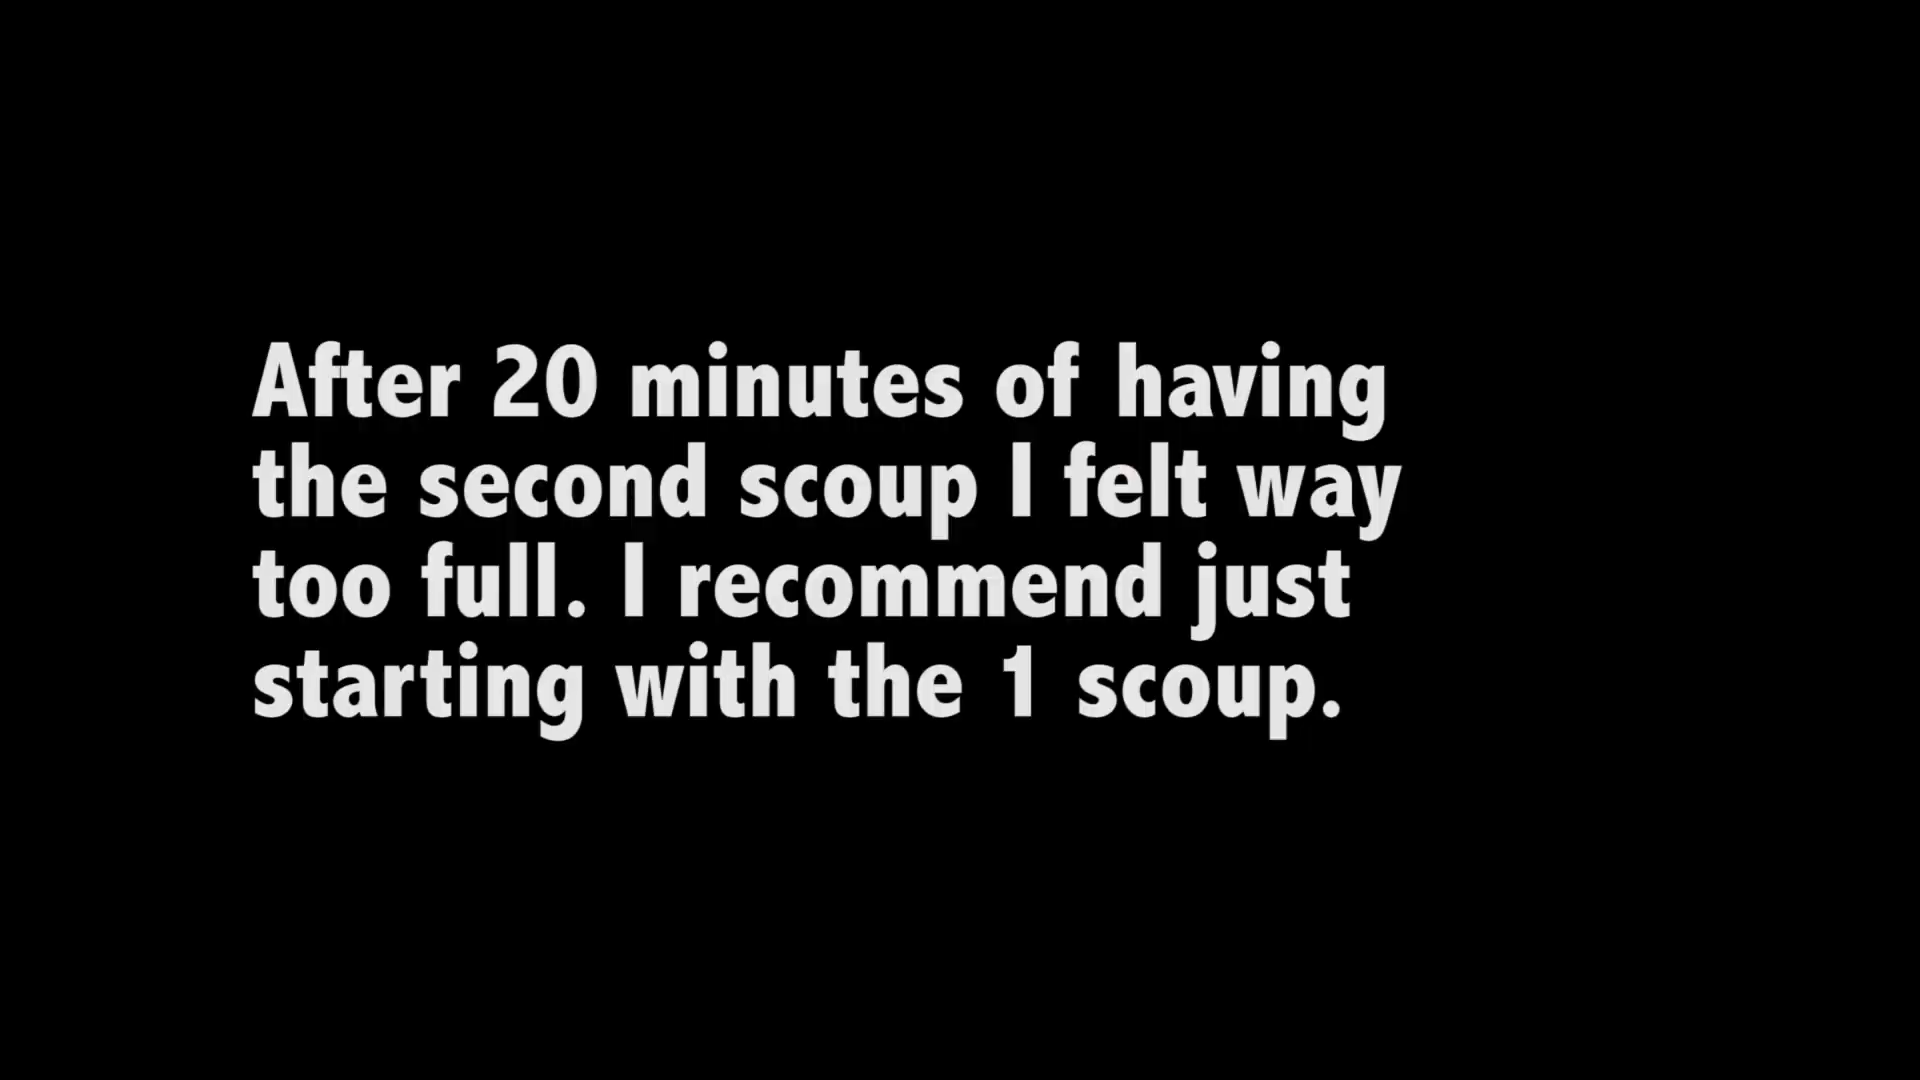 After 20 minutes of having
the second scoup I felt way
too full. I recommend just
starting with the 1 scoup.